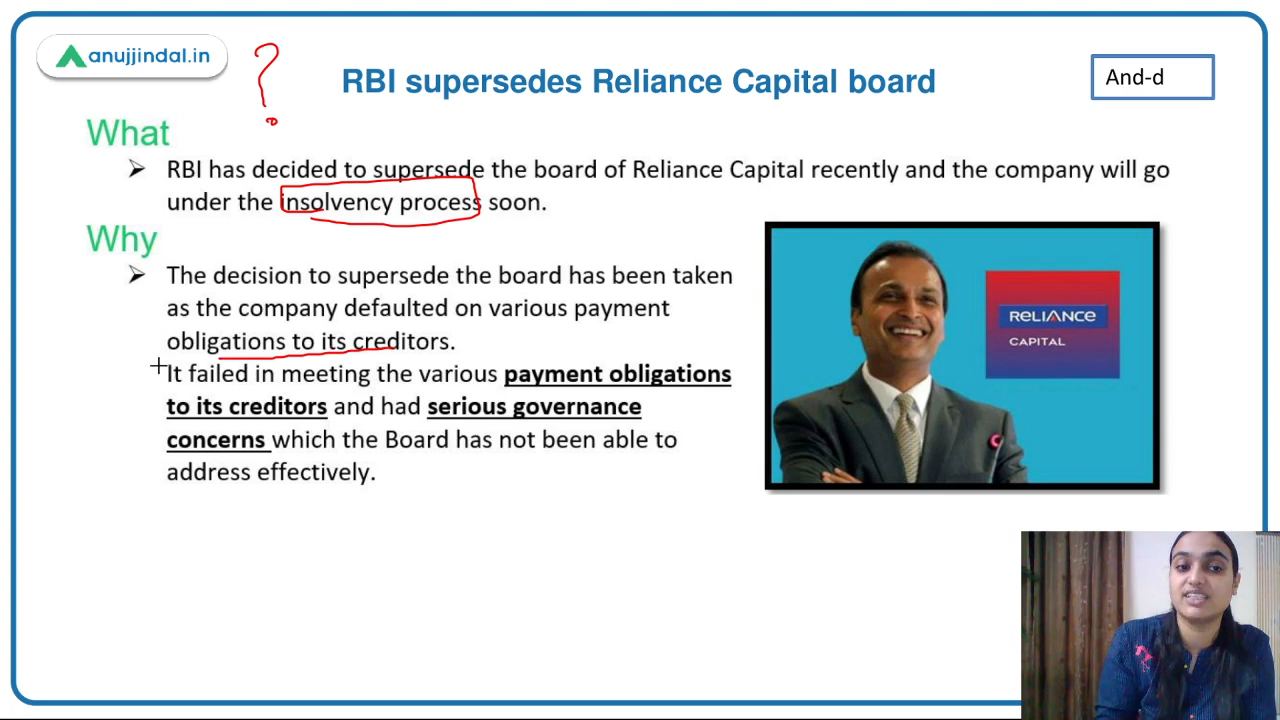 anujjindal.in
RBI supersedes Reliance Capital board
And-d
?
What
➢ RBI has decided to supersede the board of Reliance Capital recently and the company will go
under the insolvency process soon.
Why
➢ The decision to supersede the board has been taken
as the company defaulted on various payment
obligations to its creditors.
It failed in meeting the various payment obligations
to its creditors and had serious governance
concerns which the Board has not been able to
address effectively.
RELIANCE
CAPITAL